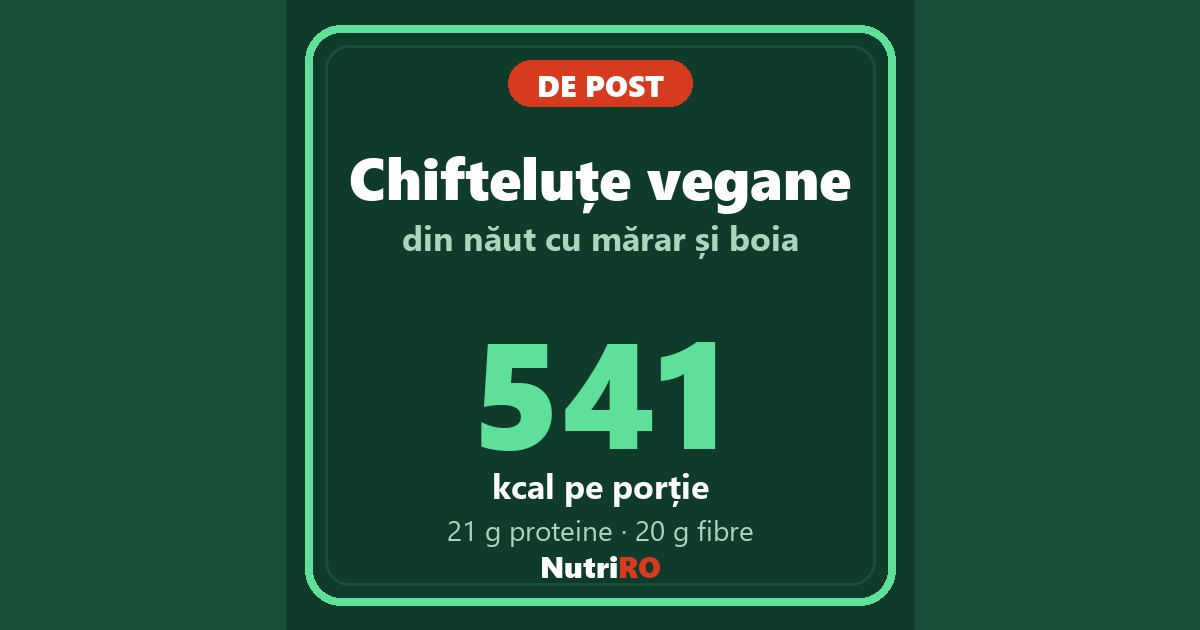 DE POST
Chifteluțe vegane
din năut cu mărar și boia
541
kcal pe porție
21 g proteine · 20 g fibre
NutriRO